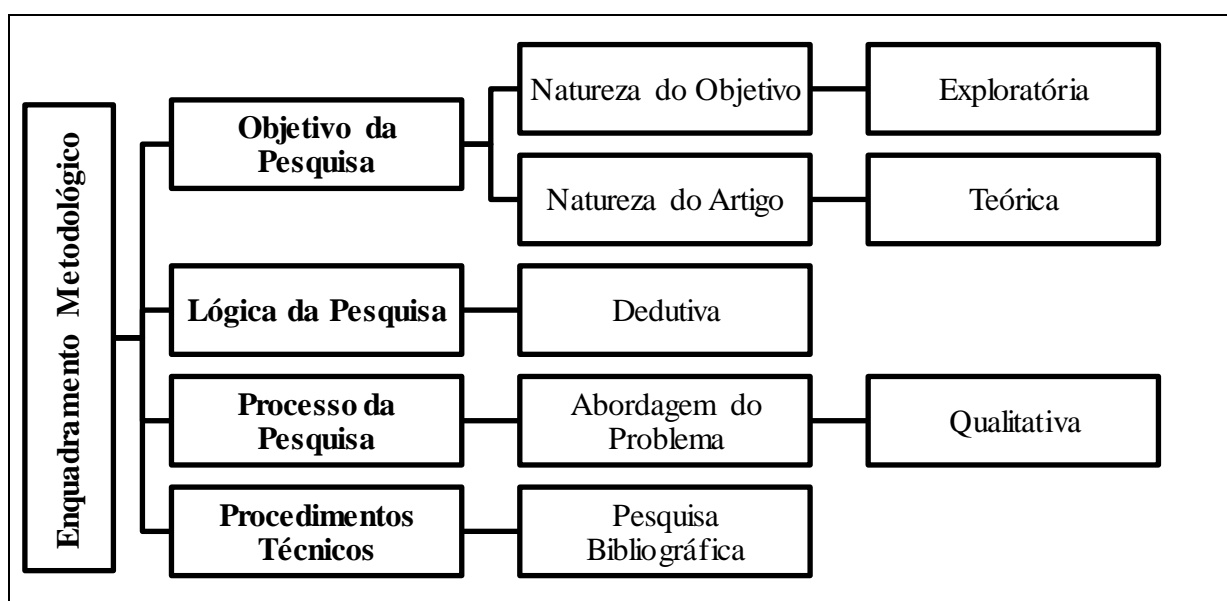 Enquadramento Metodológico
Objetivo da
Pesquisa
Natureza do Objetivo
Exploratória
Natureza do Artigo
Teórica
Lógica da Pesquisa
Dedutiva
Processo da
Pesquisa
Abordagem do
Problema
Qualitativa
Procedimentos
Técnicos
Pesquisa
Bibliográfica